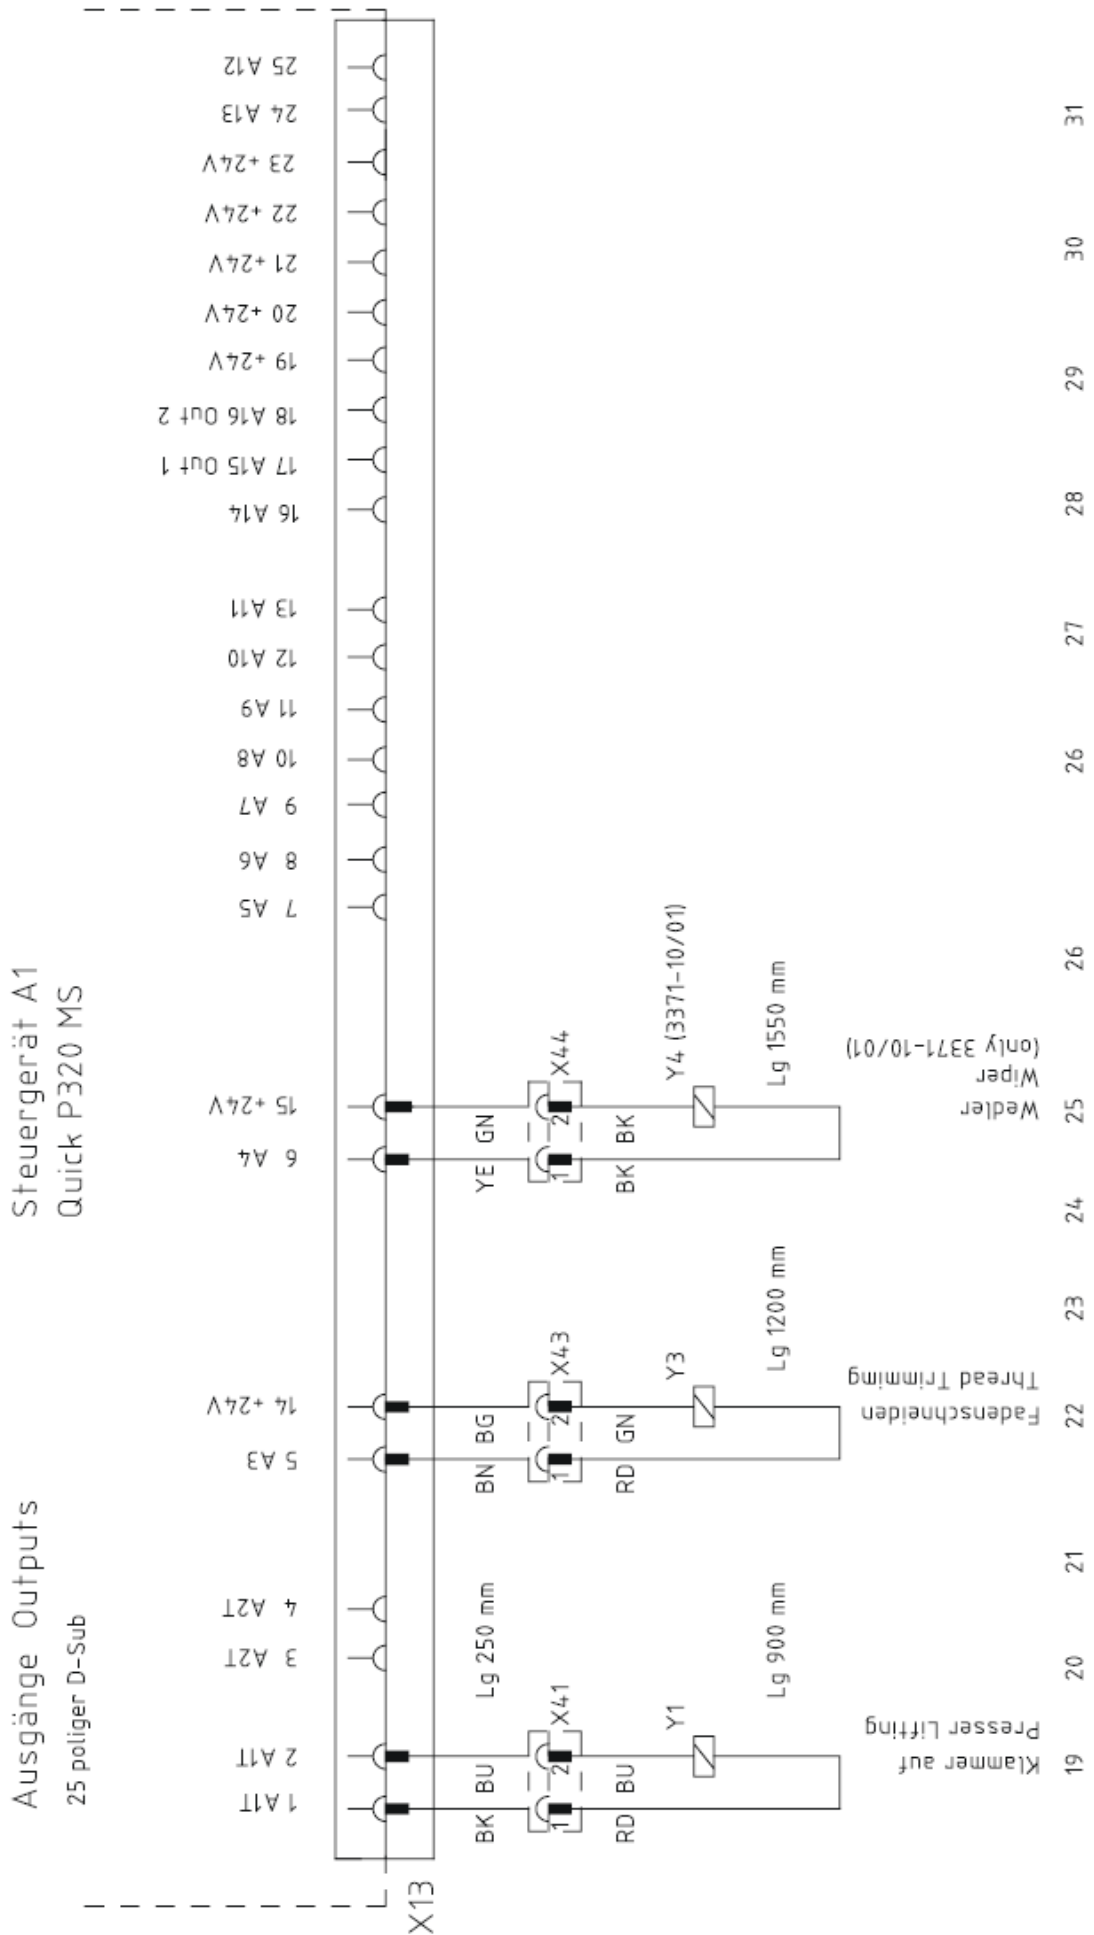 Ausgänge Outputs
25 poliger D-Sub
Steuergerät A1
Quick P320 MS
1 A1T
2 A1T
3 A2T
4 A2T
5 A3
14 +24V
6 A4
15 +24V
7 A5
8 A6
9 A7
10 A8
11 A9
12 A10
13 A11
16 A14
17 A15 Out 1
18 A16 Out 2
19 +24V
20 +24V
21 +24V
22 +24V
23 +24V
24 A13
25 A12
X13
BK BU
Lg 250 mm
BN BG
YE GN
1 2 X41
1 2 X43
1 2 X44
RD BU
RD GN
BK BK
Y1
Y3
Y4 (3371-10/01)
Lg 900 mm
Lg 1200 mm
Lg 1550 mm
Klammer auf
Presser Lifting
Fadenschneiden
Thread Trimming
Wedler
Wiper
(only 3371-10/01)
19 20 21 22 23 24 25 26 26 27 28 29 30 31